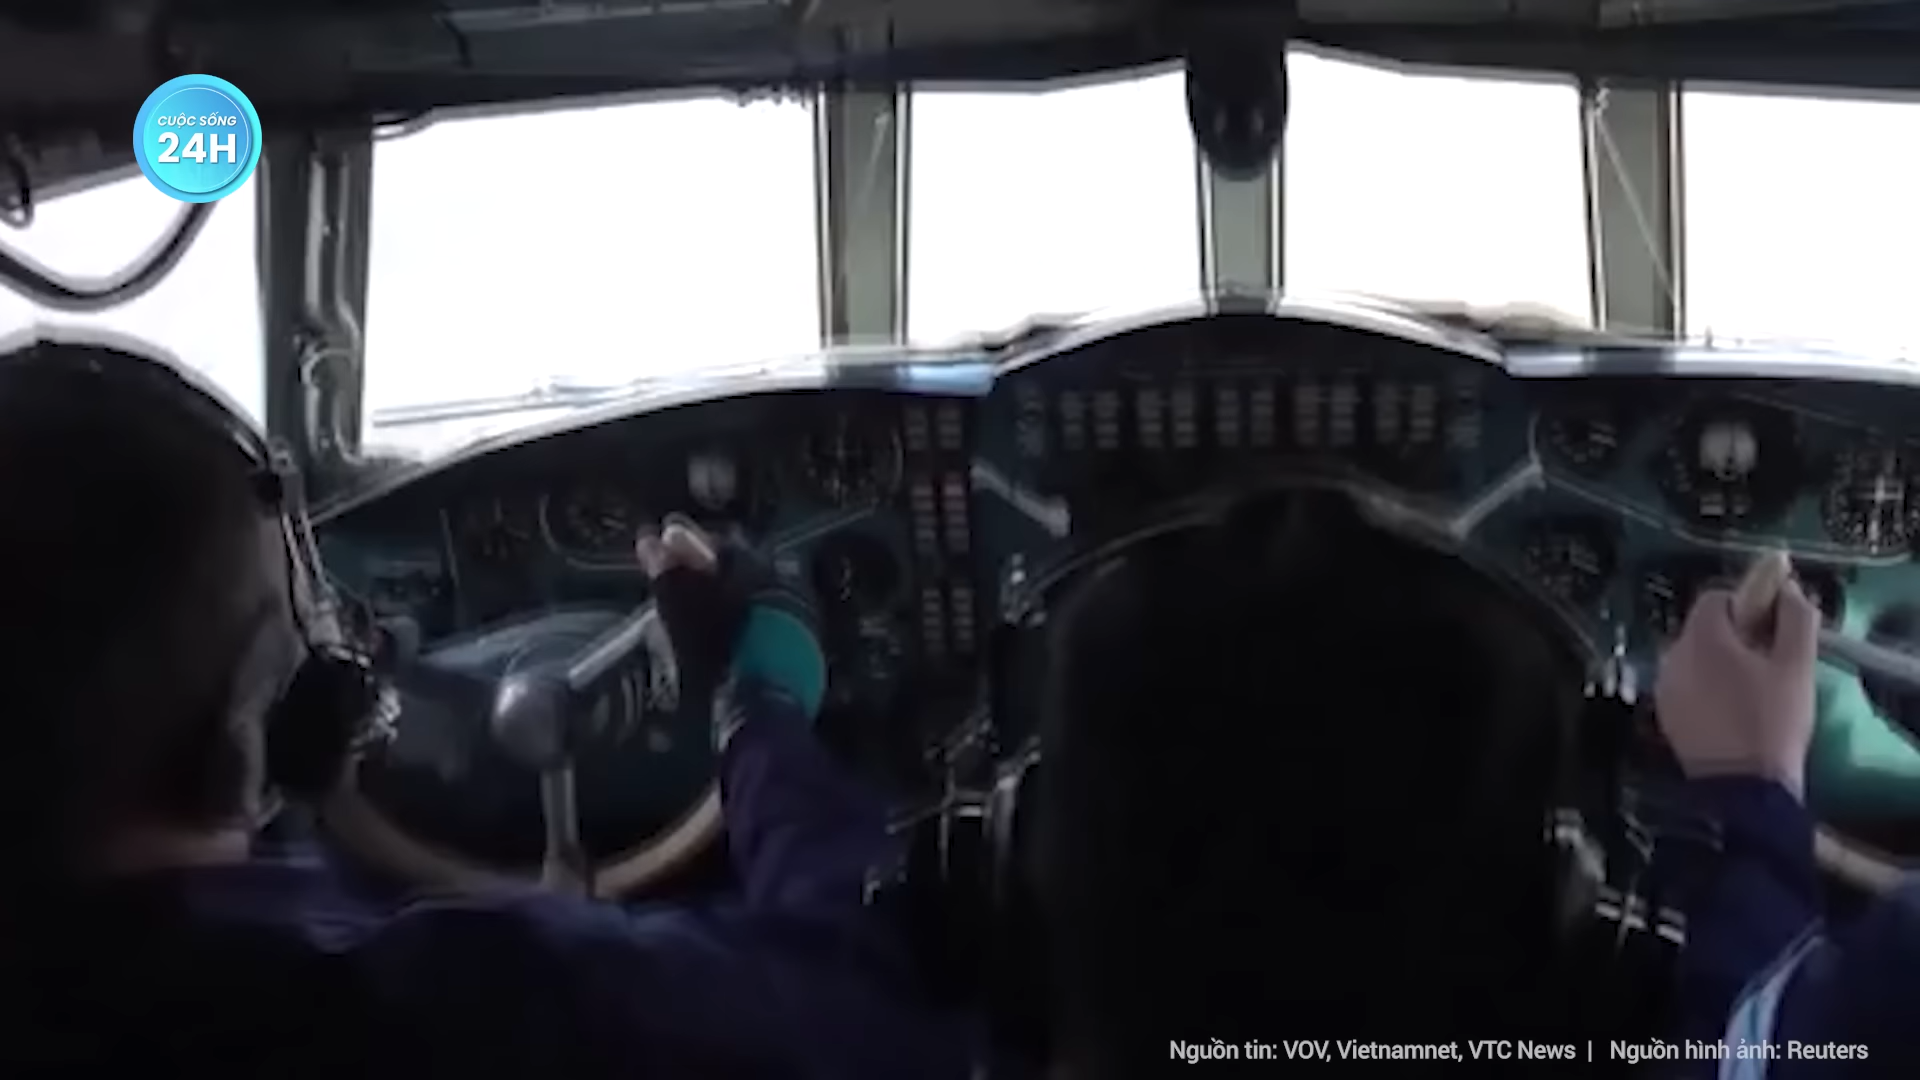 CUỘC SỐNG
24H
Nguồn tin: VOV, Vietnamnet, VTC News | Nguồn hình ảnh: Reuters